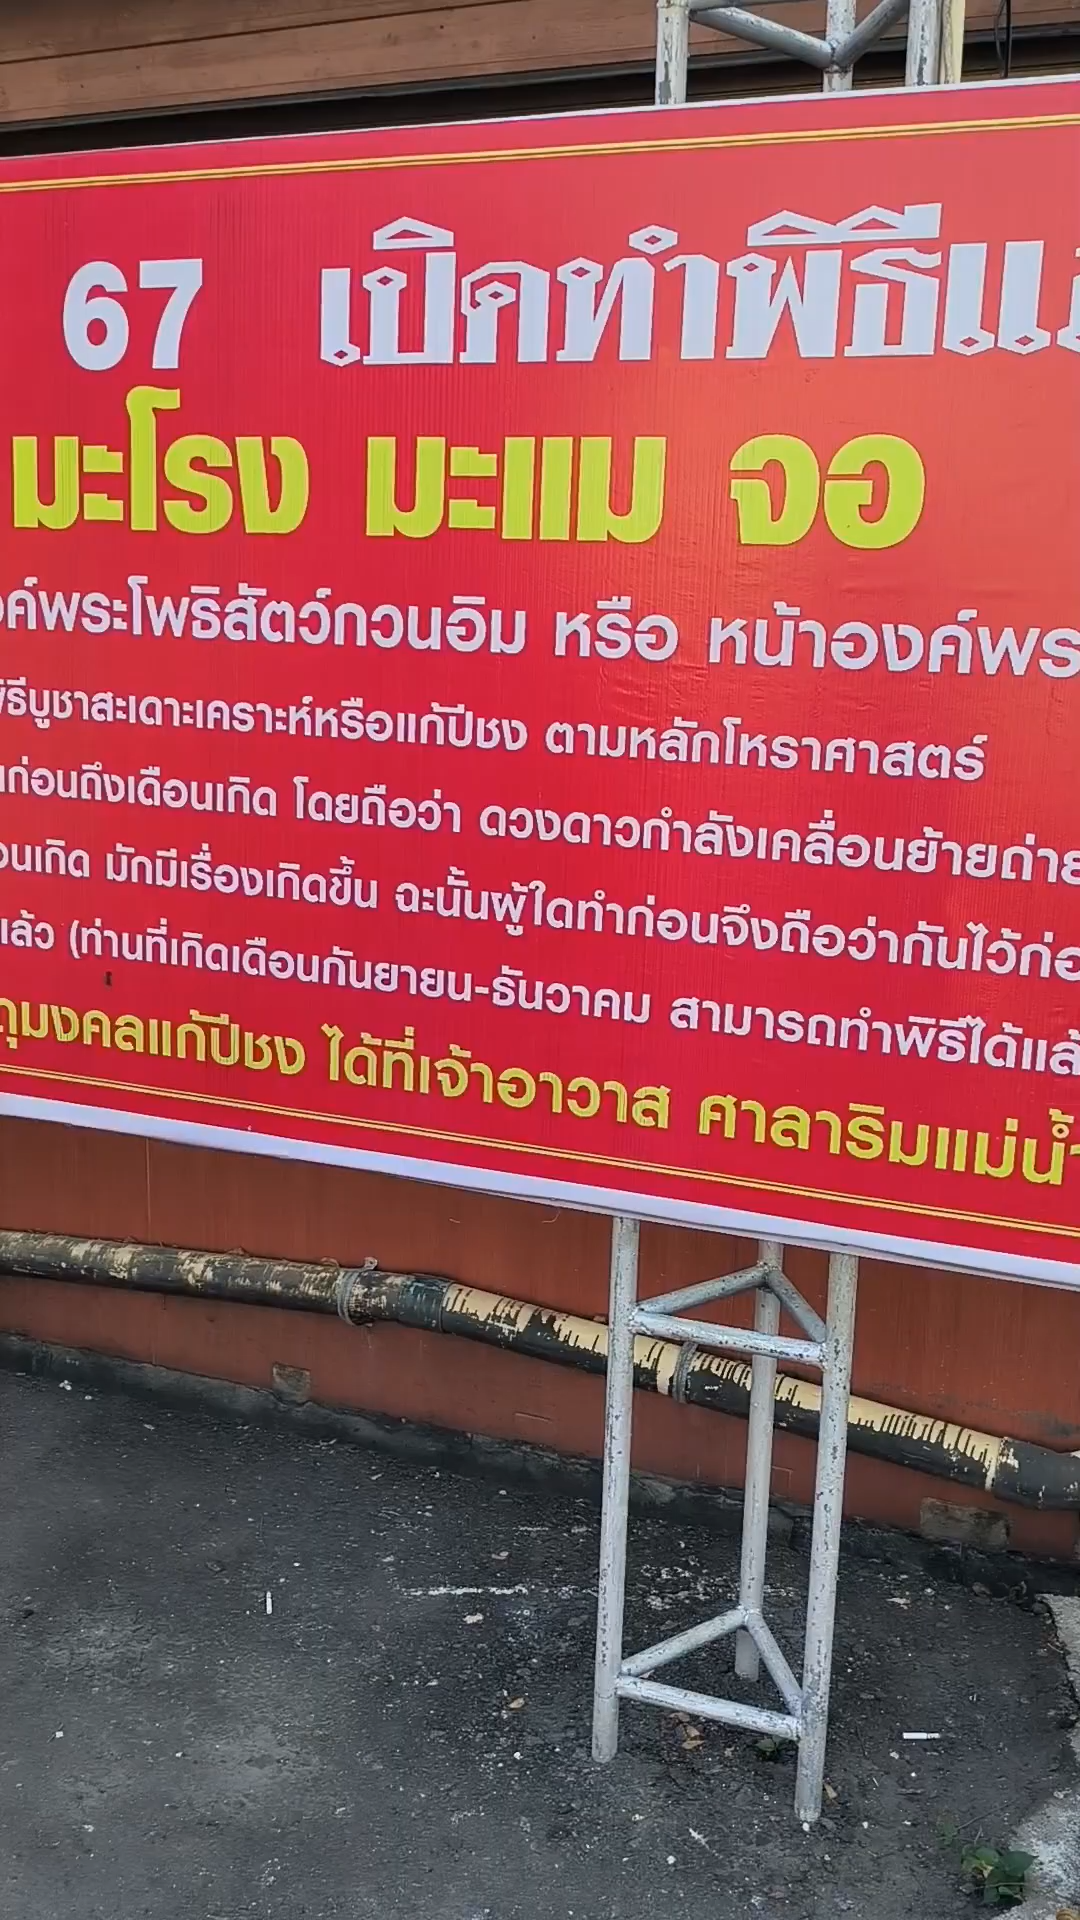 67 เปิดทำพิธี
มะโรง มะแม จอ
พระโพธิสัตว์กวนอิม หรือ หน้าองค์พร
พิธีบูชาสะเดาะเคราะห์หรือแก้ปีชง ตามหลักโหราศาสตร์
ก่อนถึงเดือนเกิด โดยถือว่า ดวงดาวกำลังเคลื่อนย้ายถ่าย
เกิด มักมีเรื่องเกิดขึ้น ฉะนั้นผู้ใดทำก่อนจึงถือว่ากันไว้ก่อ
แล้ว (ท่านที่เกิดเดือนกันยายน-ธันวาคม สามารถทำพิธีได้แล้
มงคลแก้ปีชง ได้ที่เจ้าอาวาส ศาลาริมแม่น้ำ